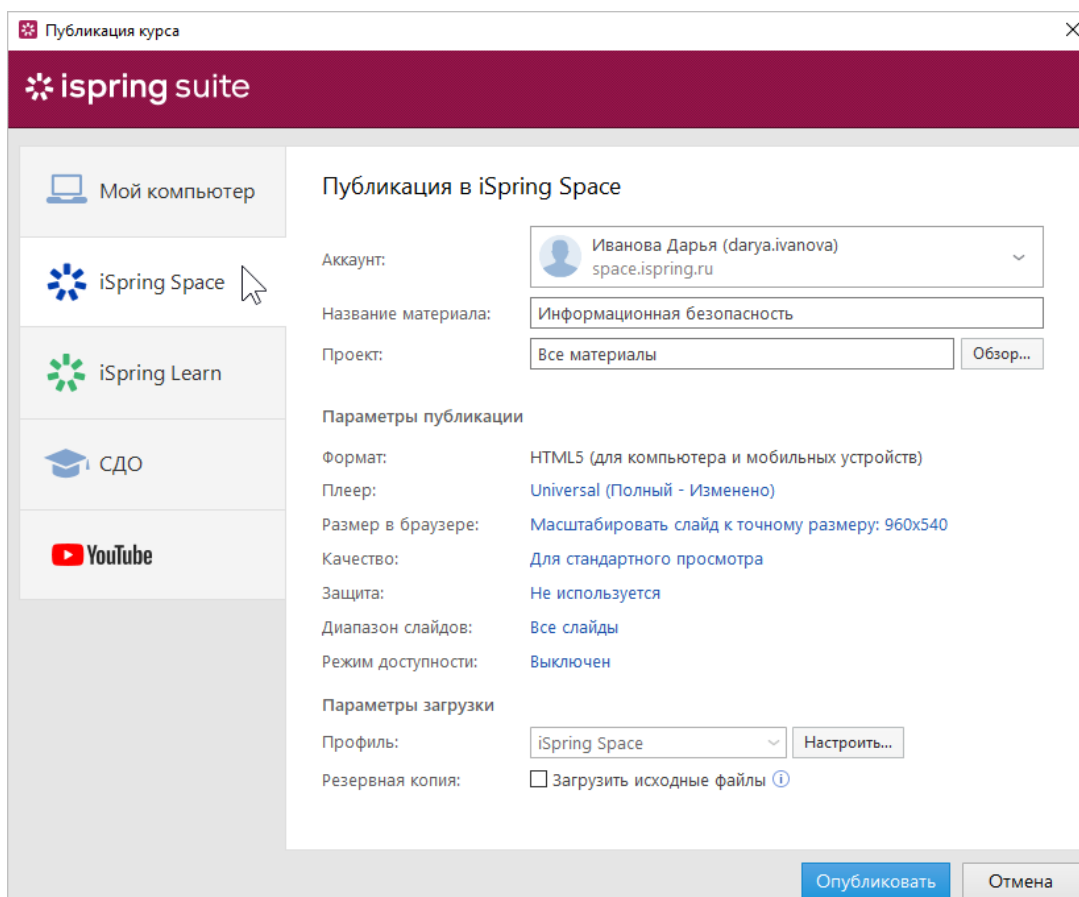 Публикация курса
ispring suite
Мой компьютер
iSpring Space
iSpring Learn
СДО
YouTube
Публикация в iSpring Space
Аккаунт:
Иванова Дарья (darya.ivanova)
space.ispring.ru
Название материала: Информационная безопасность
Проект: Все материалы Обзор...
Параметры публикации
Формат: HTML5 (для компьютера и мобильных устройств)
Плеер: Universal (Полный - Изменено)
Размер в браузере: Масштабировать слайд к точному размеру: 960x540
Качество: Для стандартного просмотра
Защита: Не используется
Диапазон слайдов: Все слайды
Режим доступности: Выключен
Параметры загрузки
Профиль: iSpring Space Настроить...
Резервная копия: Загрузить исходные файлы
Опубликовать Отмена